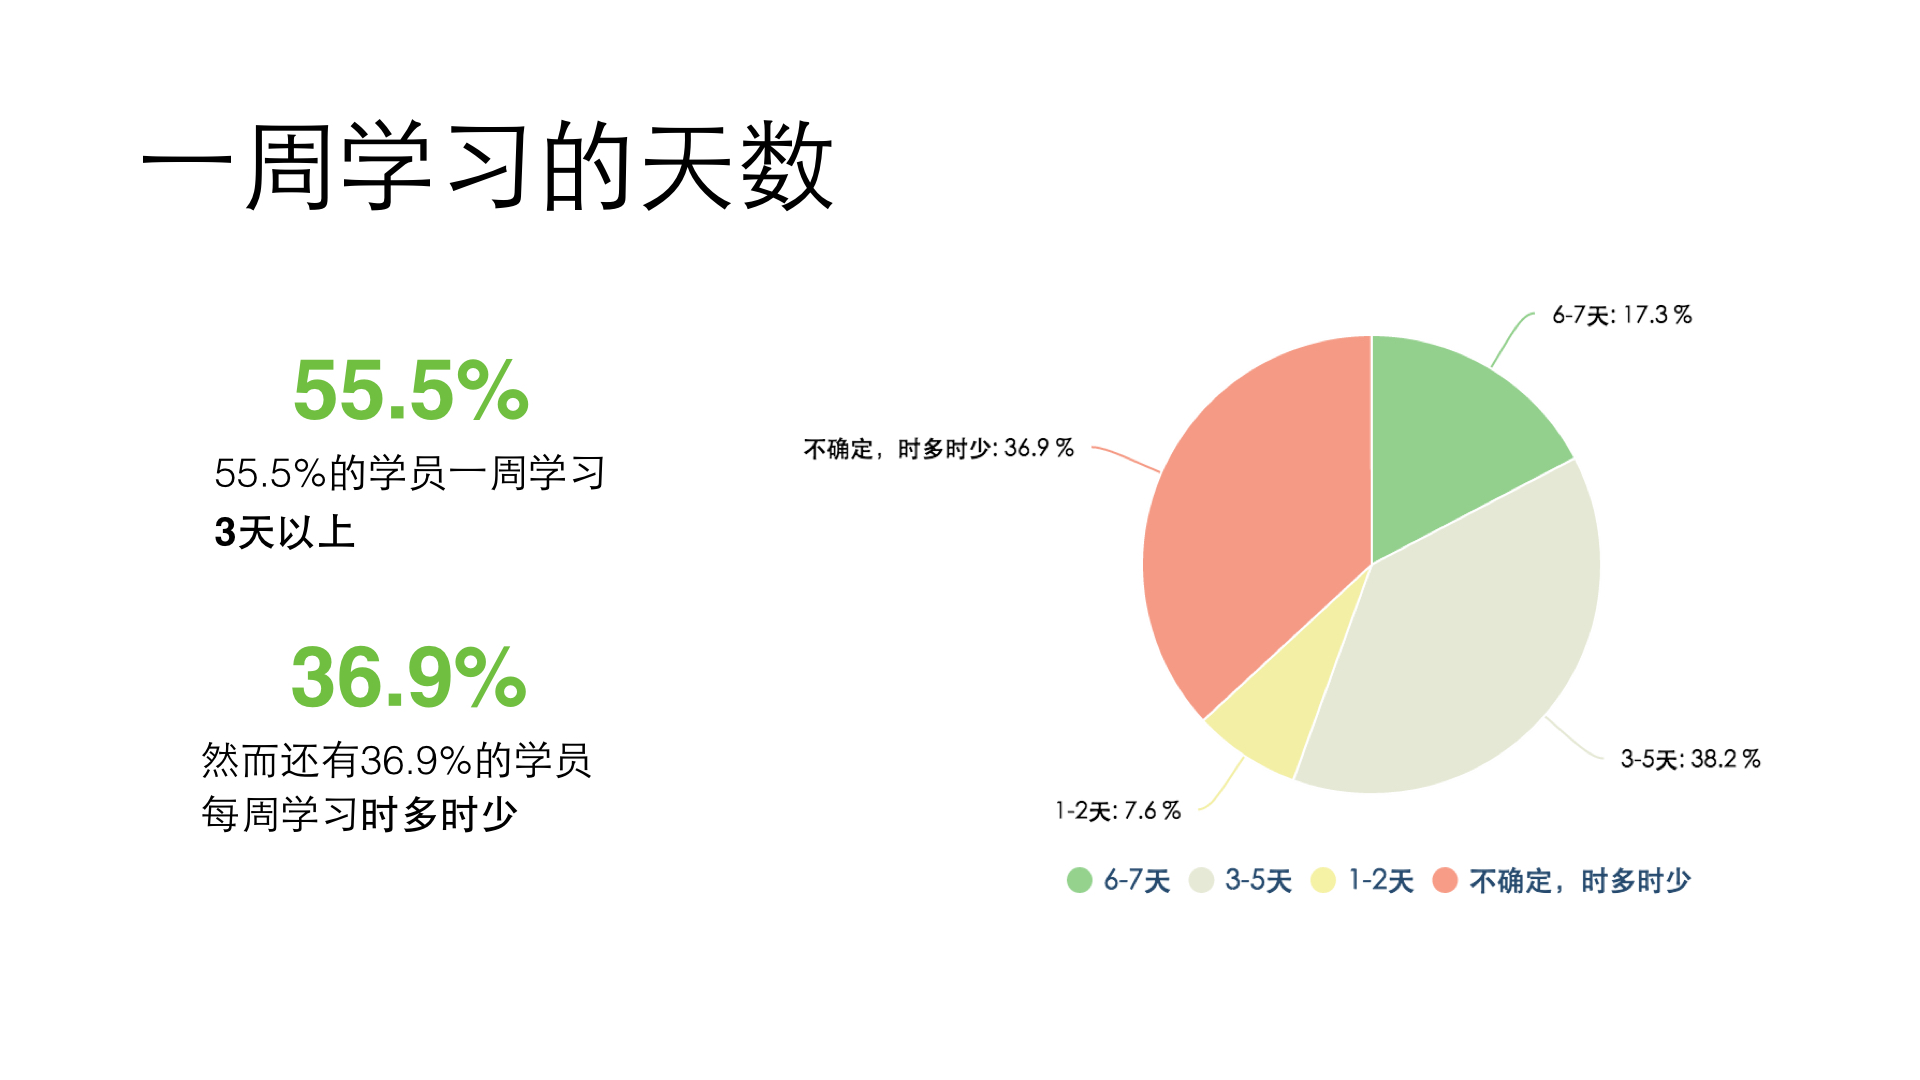 一周学习的天数
55.5%
55.5%的学员一周学习
3天以上
36.9%
然而还有36.9%的学员
每周学习时多时少
6-7天: 17.3 %
不确定，时多时少: 36.9 %
3-5天: 38.2 %
1-2天: 7.6 %
6-7天 3-5天 1-2天 不确定，时多时少